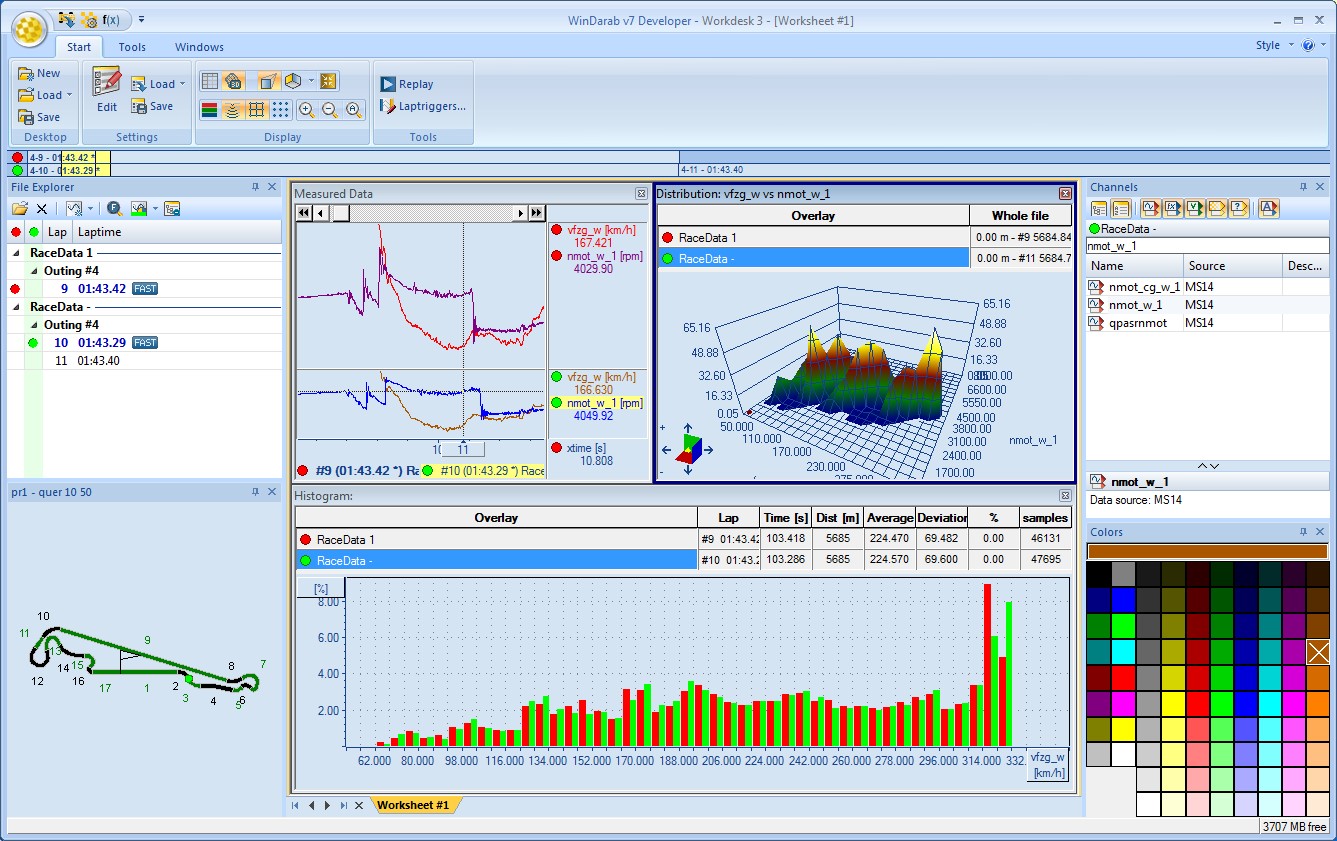 f(x)
WinDarab v7 Developer - Workdesk 3 - [Worksheet #1]
Start Tools Windows
Style
New
Load
Save
Desktop
Edit
Load
Save
Settings
Display
Replay
Laptriggers...
Tools
4-9 - 01:43.42 *
4-10 - 01:43.29 *
4-11 - 01:43.40
File Explorer
Lap Laptime
RaceData 1
Outing #4
9 01:43.42 FAST
RaceData -
Outing #4
10 01:43.29 FAST
11 01:43.40
pr1 - quer 10 50
10
11
9
13
14
15
12
16
17
1
2
3
4
5
6
7
8
Measured Data
vfzg_w [km/h]
167.421
nmot_w_1 [rpm]
4029.90
vfzg_w [km/h]
166.630
nmot_w_1 [rpm]
4049.92
xtime [s]
10.808
11
#9 (01:43.42 *) #10 (01:43.29 *) Race
Distribution: vfzg_w vs nmot_w_1
Overlay Whole file
RaceData 1 0.00 m - #9 5684.84
RaceData - 0.00 m - #11 5684.7
65.16
48.88
32.60
16.33
0.05
65.16
48.88
32.60
16.33
50.000
110.000
170.000
230.000
6600.00
5550.00
4500.00
3800.00
3100.00
2400.00
1700.00
nmot_w_1
Histogram:
Overlay Lap Time [s] Dist [m] Average Deviation % samples
RaceData 1 #9 01:43.42 103.418 5685 224.470 69.482 0.00 46131
RaceData - #10 01:43.2 103.286 5685 224.570 69.600 0.00 47695
[%]
8.00
6.00
4.00
2.00
62.000 80.000 98.000 116.000 134.000 152.000 170.000 188.000 206.000 224.000 242.000 260.000 278.000 296.000 314.000 332.
vfzg_w
[km/h]
Worksheet #1
Channels
RaceData -
nmot_w_1
Name Source Desc...
nmot_cg_w_1 MS14
nmot_w_1 MS14
qpasrnmot MS14
nmot_w_1
Data source: MS14
Colors
3707 MB free